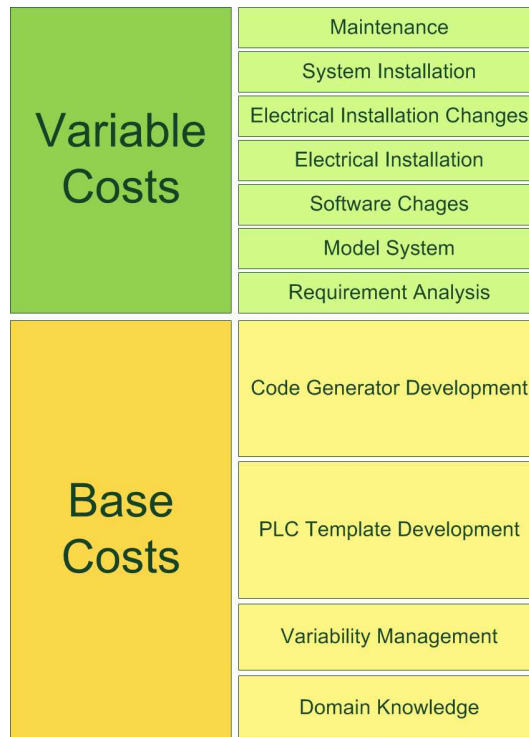 Variable
Costs
Maintenance
System Installation
Electrical Installation Changes
Electrical Installation
Software Chages
Model System
Requirement Analysis
Base
Costs
Code Generator Development
PLC Template Development
Variability Management
Domain Knowledge